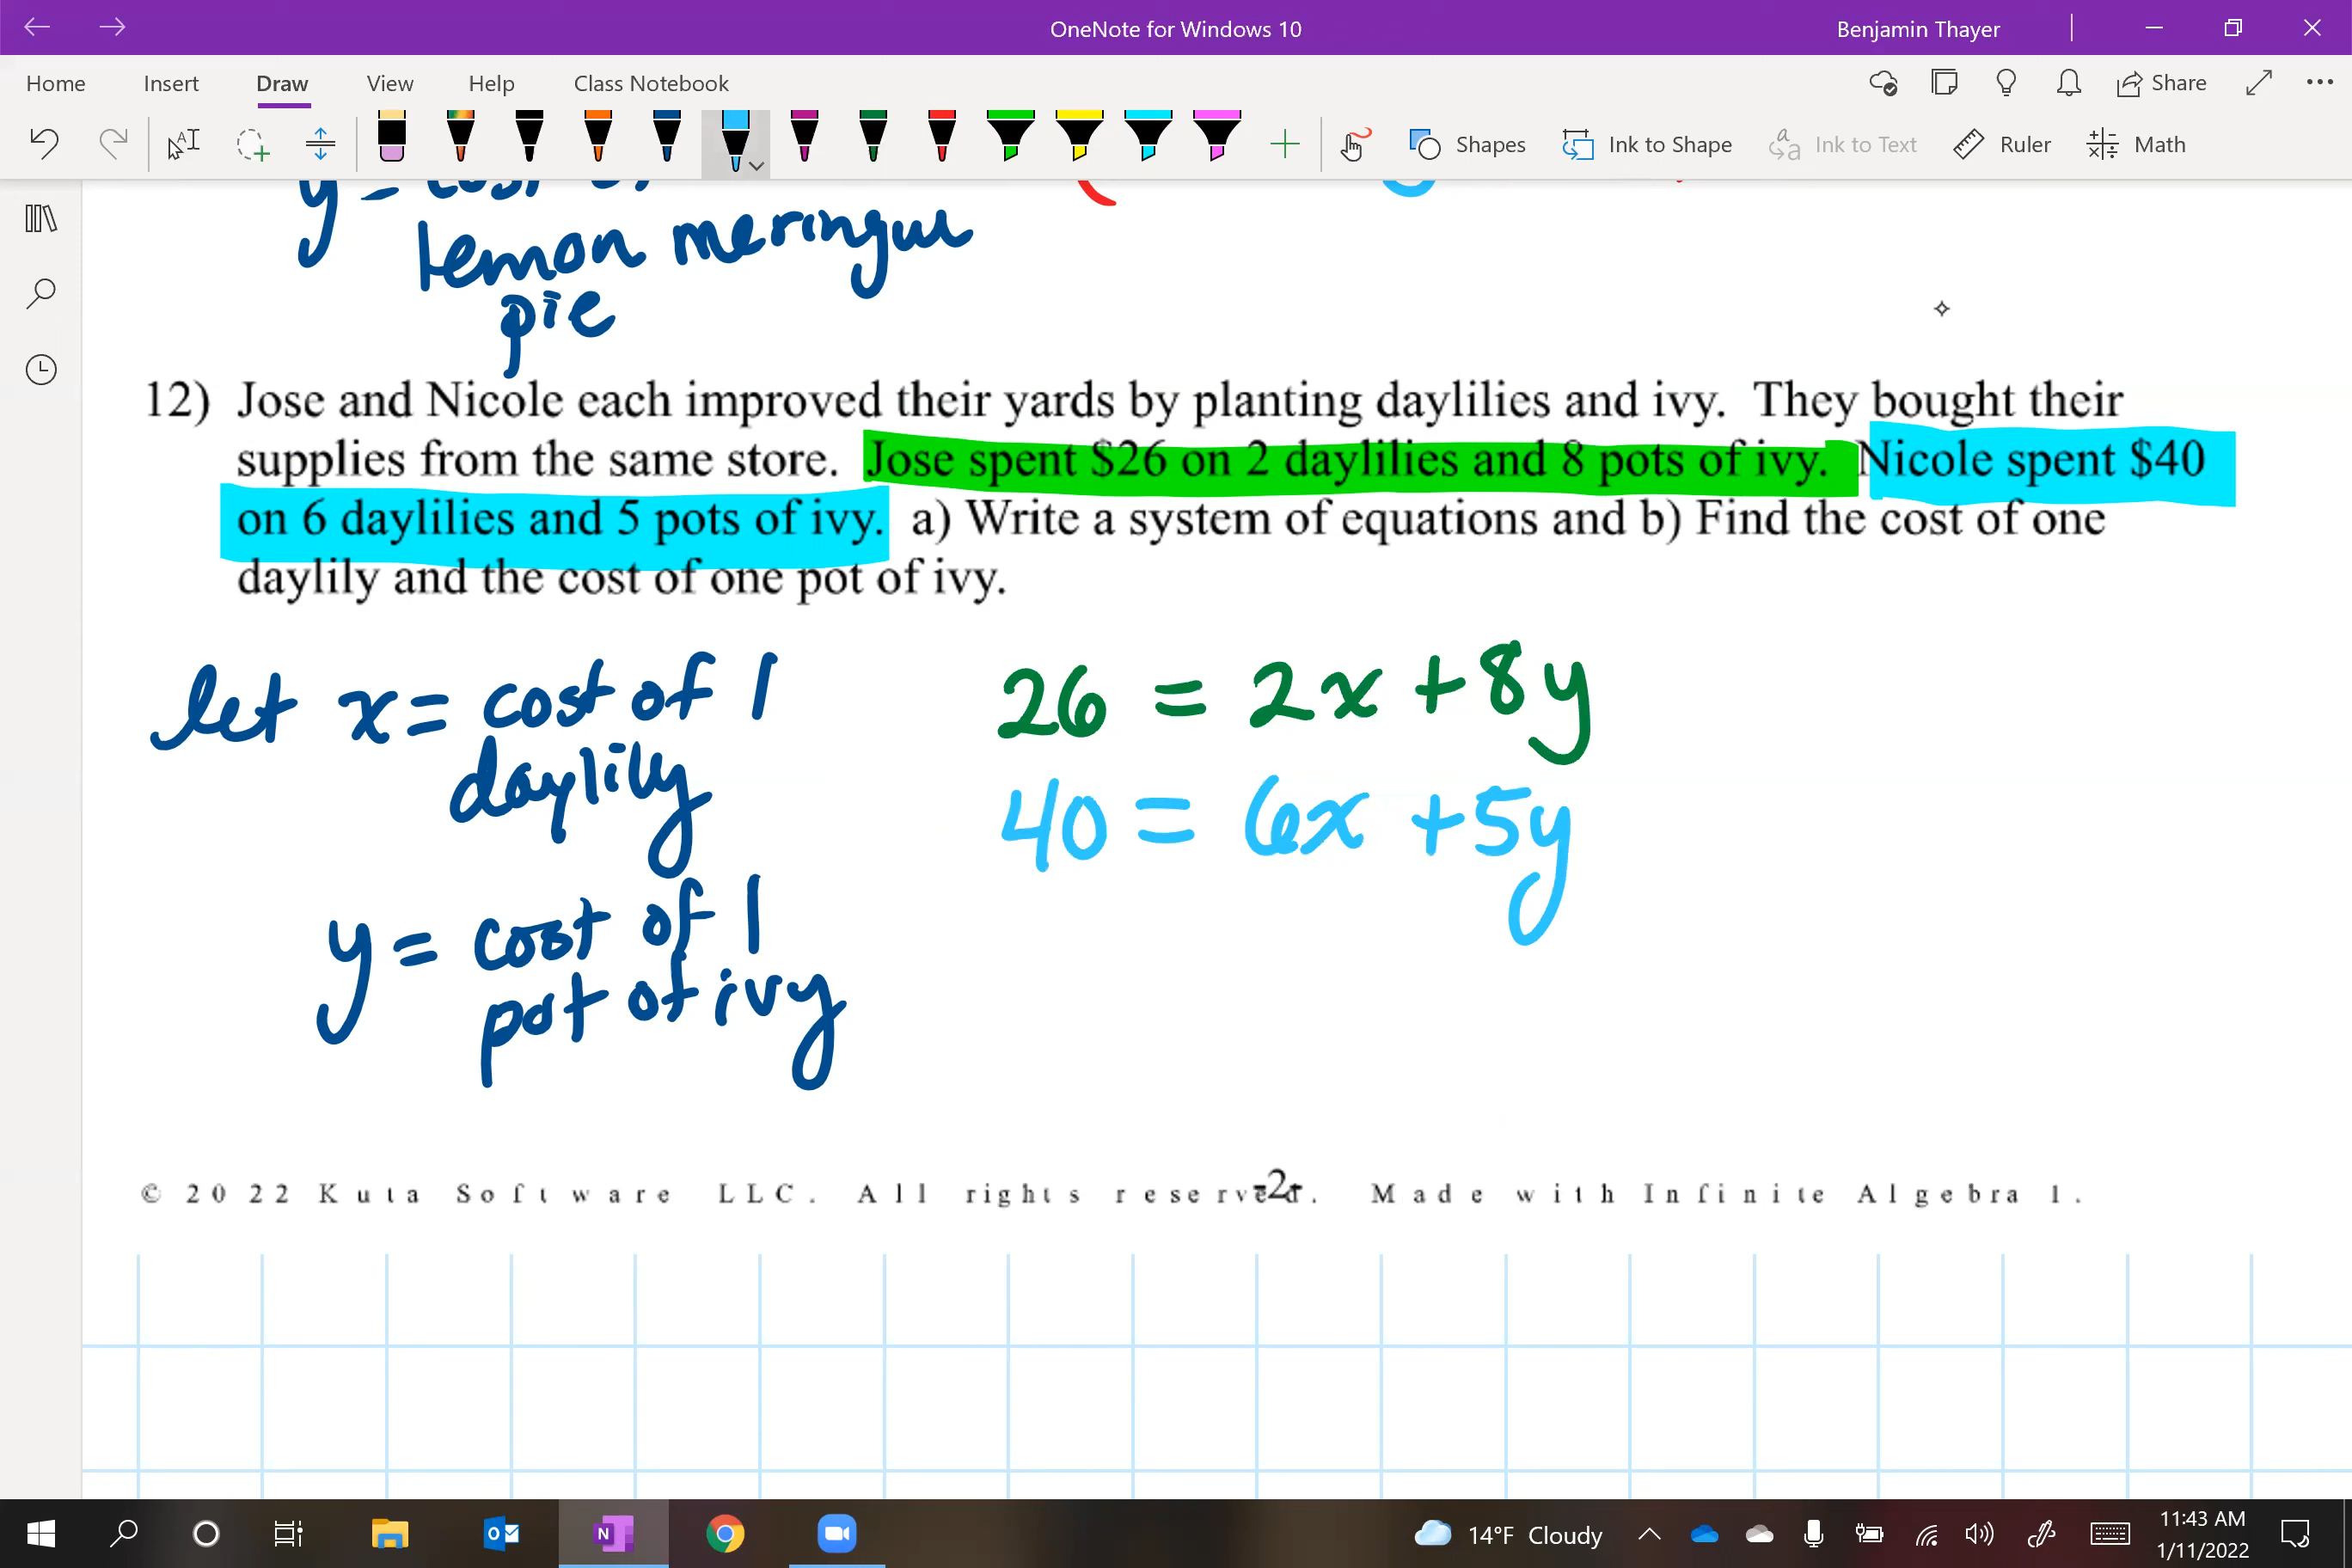 OneNote for Windows 10
Benjamin Thayer
Home Insert Draw View Help Class Notebook Share
Shapes Ink to Shape Ink to Text Ruler Math
y = cost of
lemon meringue
pie
12) Jose and Nicole each improved their yards by planting daylilies and ivy. They bought their
supplies from the same store. Jose spent $26 on 2 daylilies and 8 pots of ivy. Nicole spent $40
on 6 daylilies and 5 pots of ivy. a) Write a system of equations and b) Find the cost of one
daylily and the cost of one pot of ivy.
let x = cost of 1
daylily
y = cost of 1
pot of ivy
26 = 2x + 8y
40 = 6x + 5y
© 2022 Kuta Software LLC. All rights reserved. -2- Made with Infinite Algebra 1.
14°F Cloudy
11:43 AM
1/11/2022